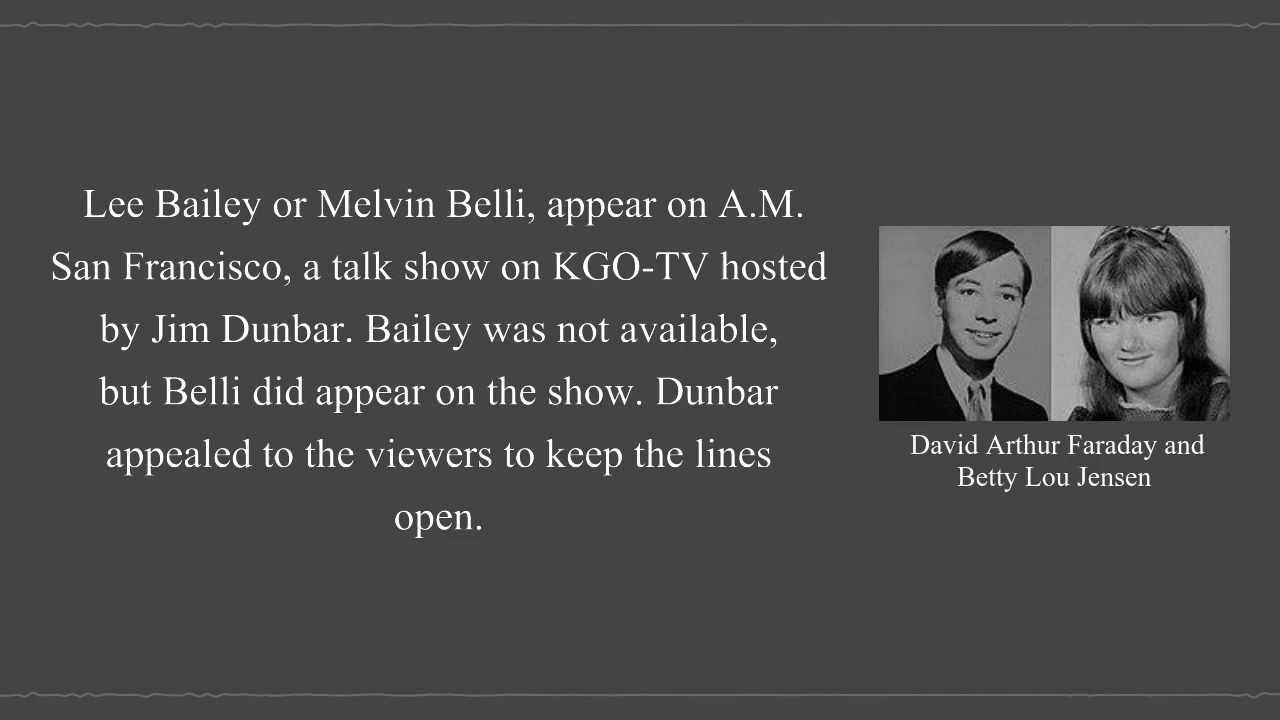 Lee Bailey or Melvin Belli, appear on A.M.
San Francisco, a talk show on KGO-TV hosted
by Jim Dunbar. Bailey was not available,
but Belli did appear on the show. Dunbar
appealed to the viewers to keep the lines
open.
David Arthur Faraday and
Betty Lou Jensen